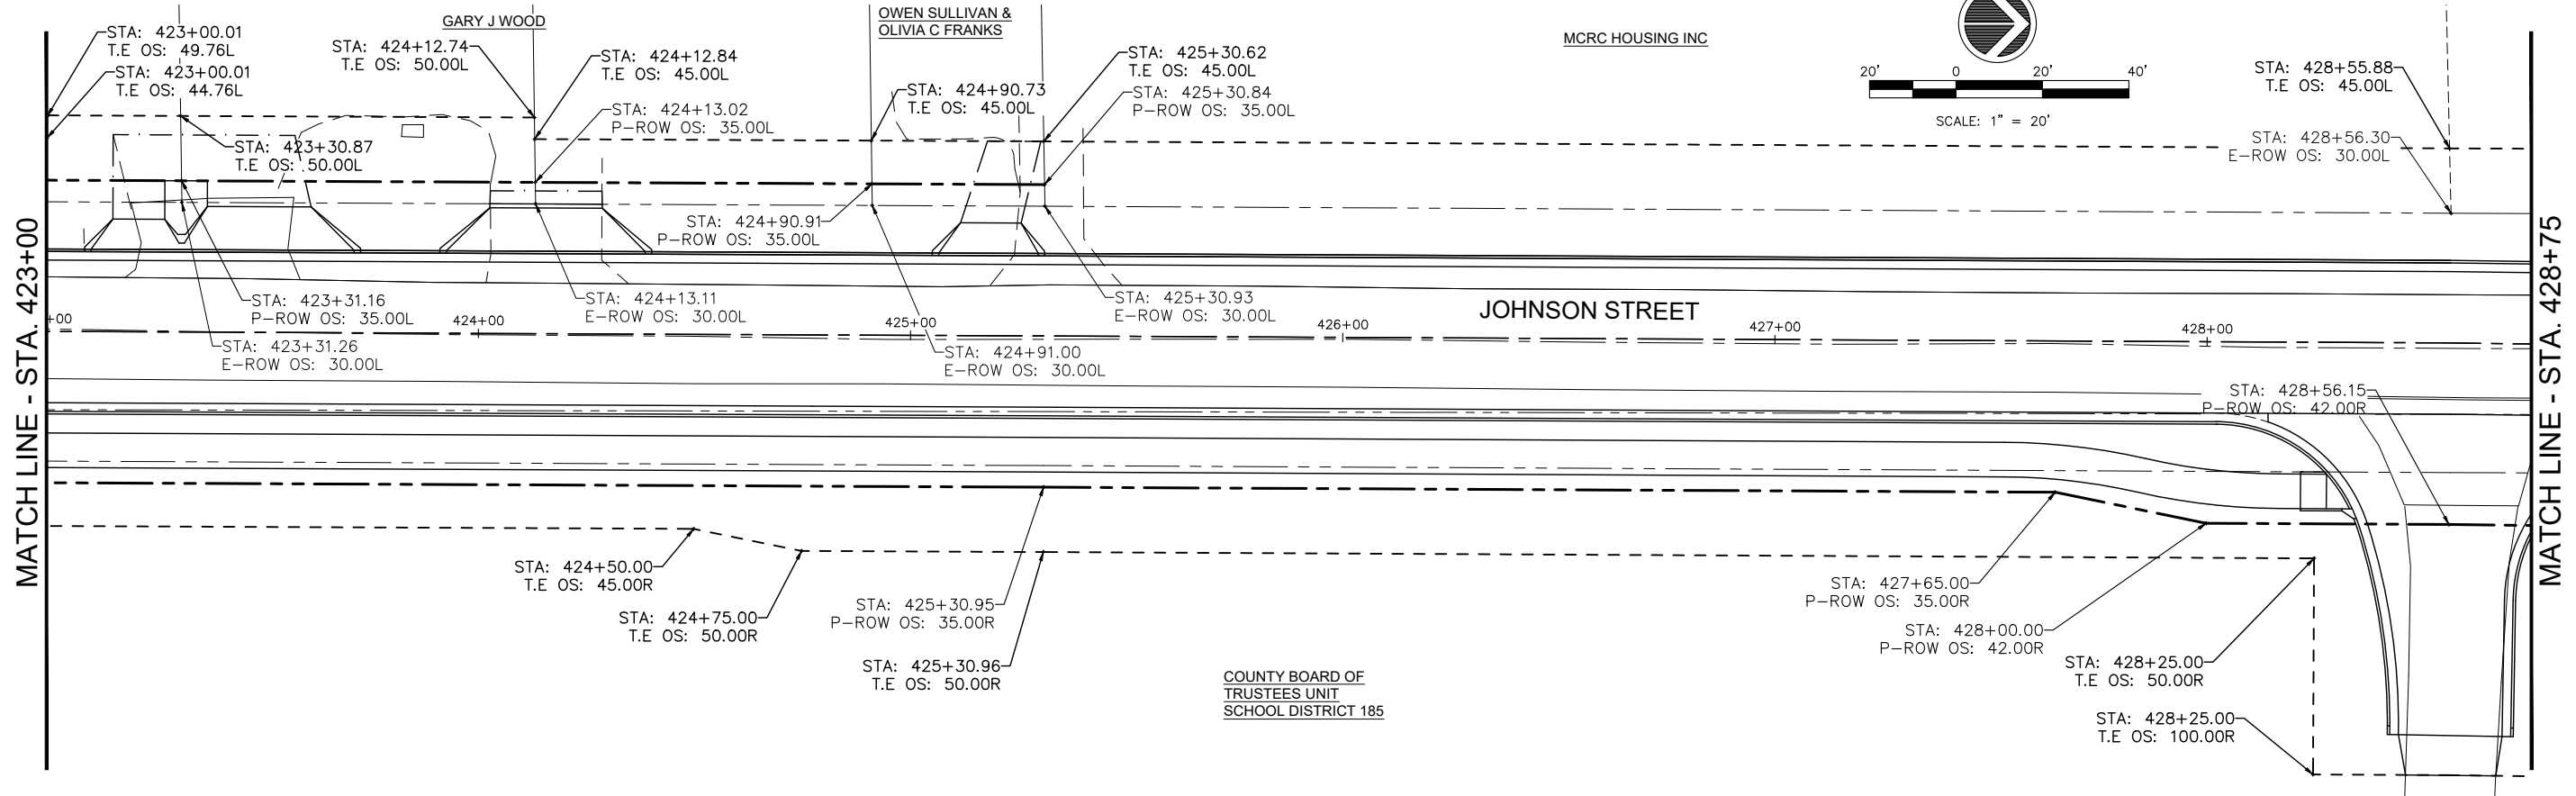 MATCH LINE - STA. 423+00
STA: 423+00.01
T.E OS: 49.76L
STA: 423+00.01
T.E OS: 44.76L
GARY J WOOD
STA: 424+12.74
T.E OS: 50.00L
STA: 424+12.84
T.E OS: 45.00L
STA: 424+13.02
P-ROW OS: 35.00L
STA: 423+30.87
T.E OS: 50.00L
OWEN SULLIVAN &
OLIVIA C FRANKS
STA: 424+90.73
T.E OS: 45.00L
STA: 425+30.62
T.E OS: 45.00L
STA: 425+30.84
P-ROW OS: 35.00L
STA: 424+90.91
P-ROW OS: 35.00L
MCRC HOUSING INC
20' 0 20' 40'
SCALE: 1" = 20'
STA: 428+55.88
T.E OS: 45.00L
STA: 428+56.30
E-ROW OS: 30.00L
STA: 423+31.16
P-ROW OS: 35.00L
STA: 423+31.26
E-ROW OS: 30.00L
STA: 424+13.11
E-ROW OS: 30.00L
STA: 425+30.93
E-ROW OS: 30.00L
STA: 424+91.00
E-ROW OS: 30.00L
JOHNSON STREET
+00 424+00 425+00 426+00 427+00 428+00
STA: 428+56.15
P-ROW OS: 42.00R
STA: 424+50.00
T.E OS: 45.00R
STA: 424+75.00
T.E OS: 50.00R
STA: 425+30.95
P-ROW OS: 35.00R
STA: 425+30.96
T.E OS: 50.00R
COUNTY BOARD OF
TRUSTEES UNIT
SCHOOL DISTRICT 185
STA: 427+65.00
P-ROW OS: 35.00R
STA: 428+00.00
P-ROW OS: 42.00R
STA: 428+25.00
T.E OS: 50.00R
STA: 428+25.00
T.E OS: 100.00R
MATCH LINE - STA. 428+75